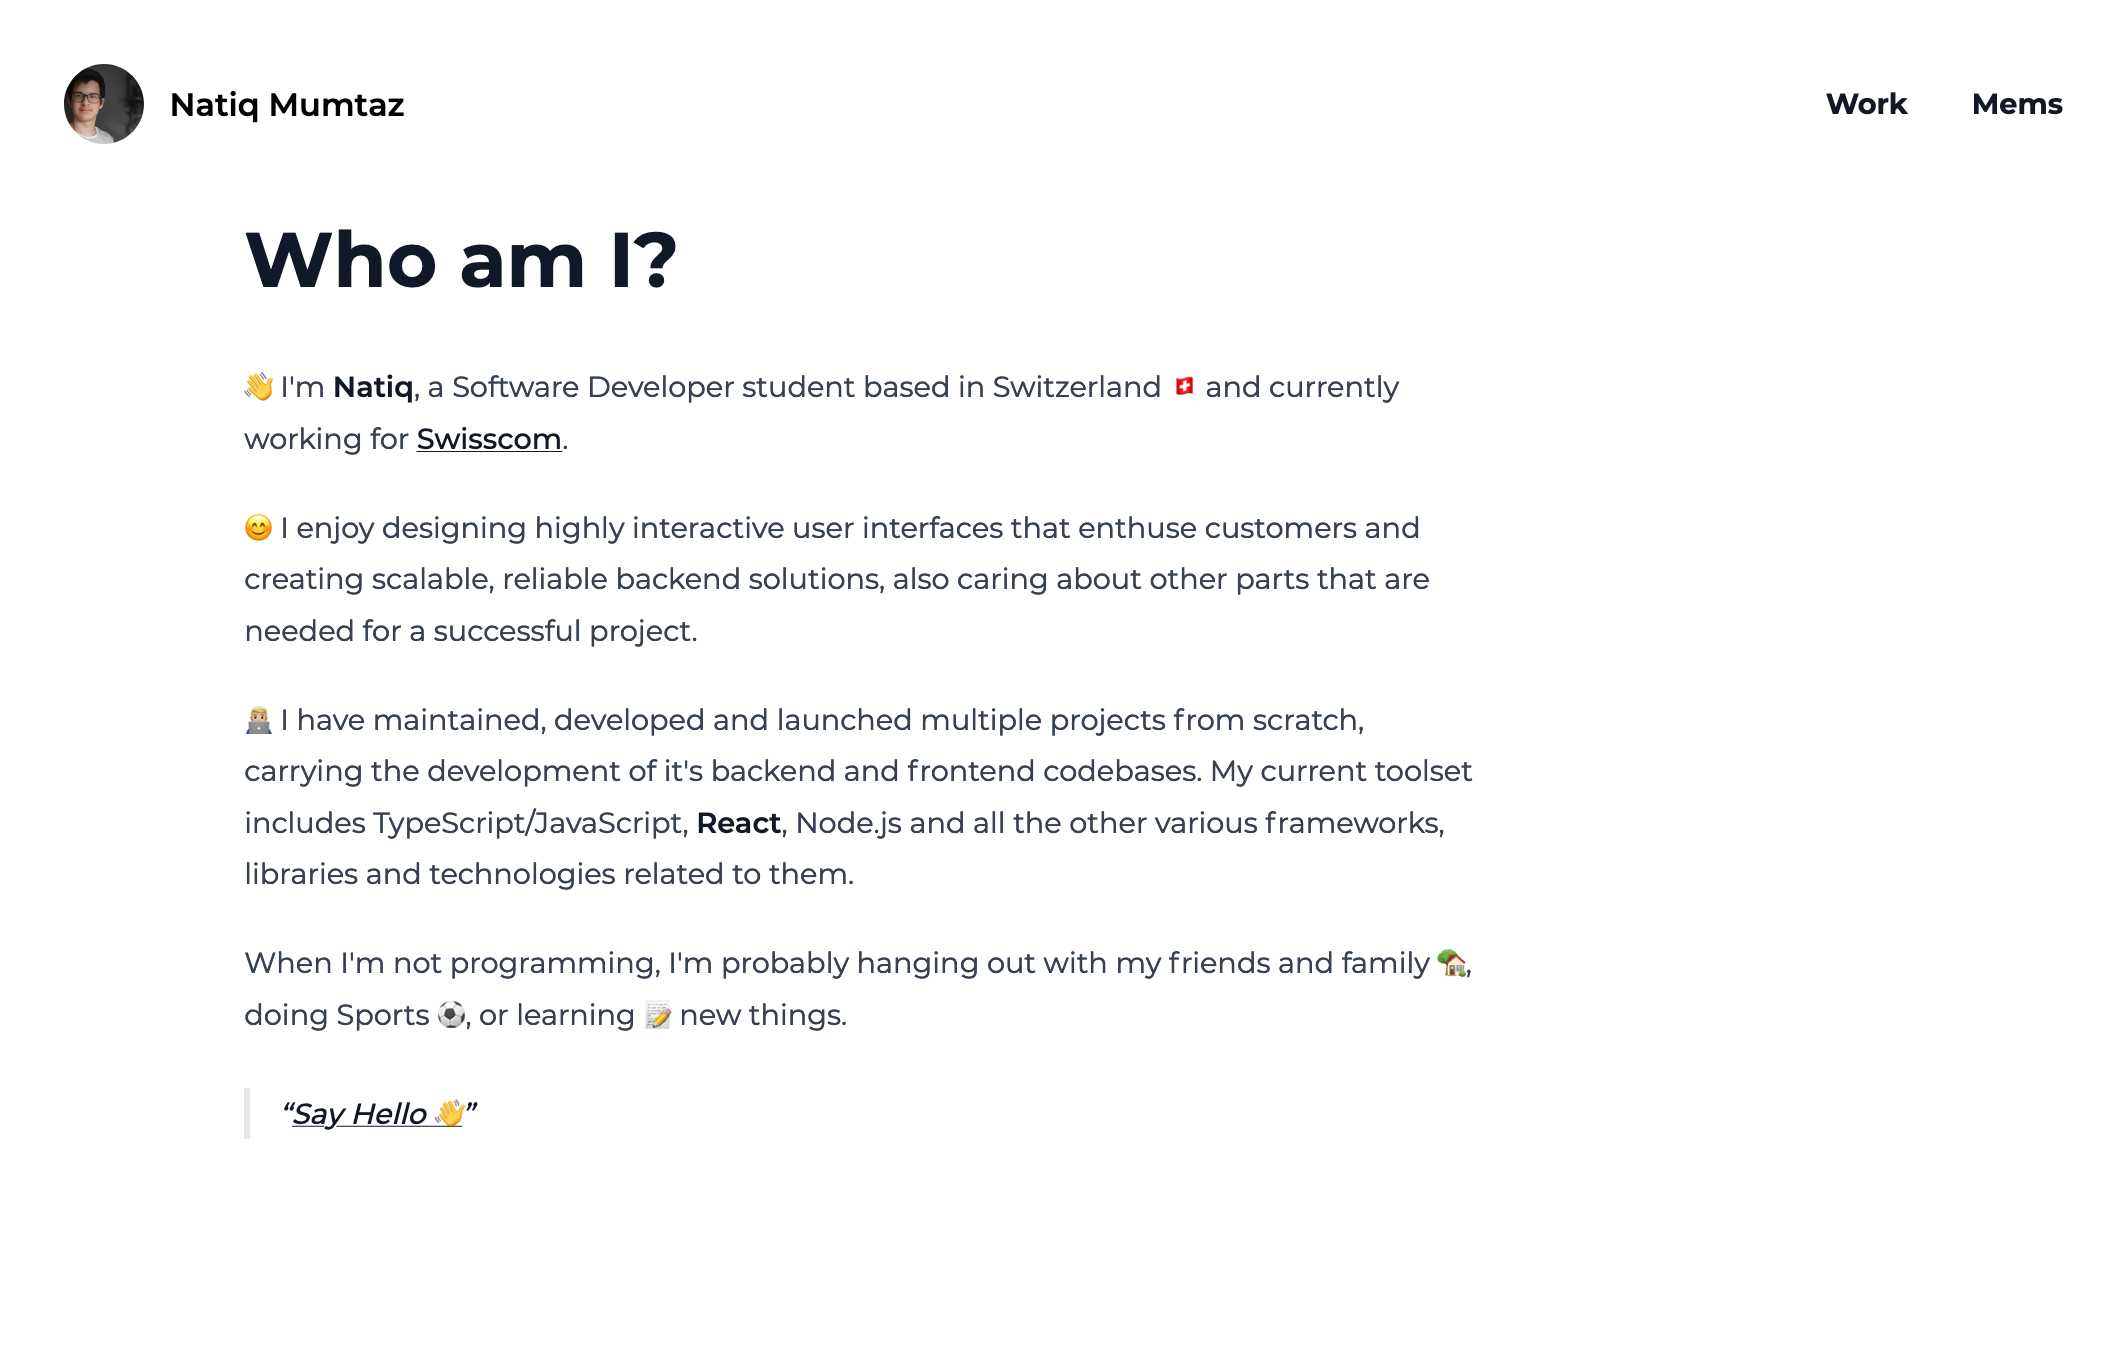 Natiq Mumtaz
Work
Mems
Who am I?
👋 I'm Natiq, a Software Developer student based in Switzerland 🇨🇭 and currently
working for Swisscom.
😊 I enjoy designing highly interactive user interfaces that enthuse customers and
creating scalable, reliable backend solutions, also caring about other parts that are
needed for a successful project.
👨🏼‍💻 I have maintained, developed and launched multiple projects from scratch,
carrying the development of it's backend and frontend codebases. My current toolset
includes TypeScript/JavaScript, React, Node.js and all the other various frameworks,
libraries and technologies related to them.
When I'm not programming, I'm probably hanging out with my friends and family 🏡,
doing Sports ⚽, or learning 📝 new things.
“Say Hello 👋”